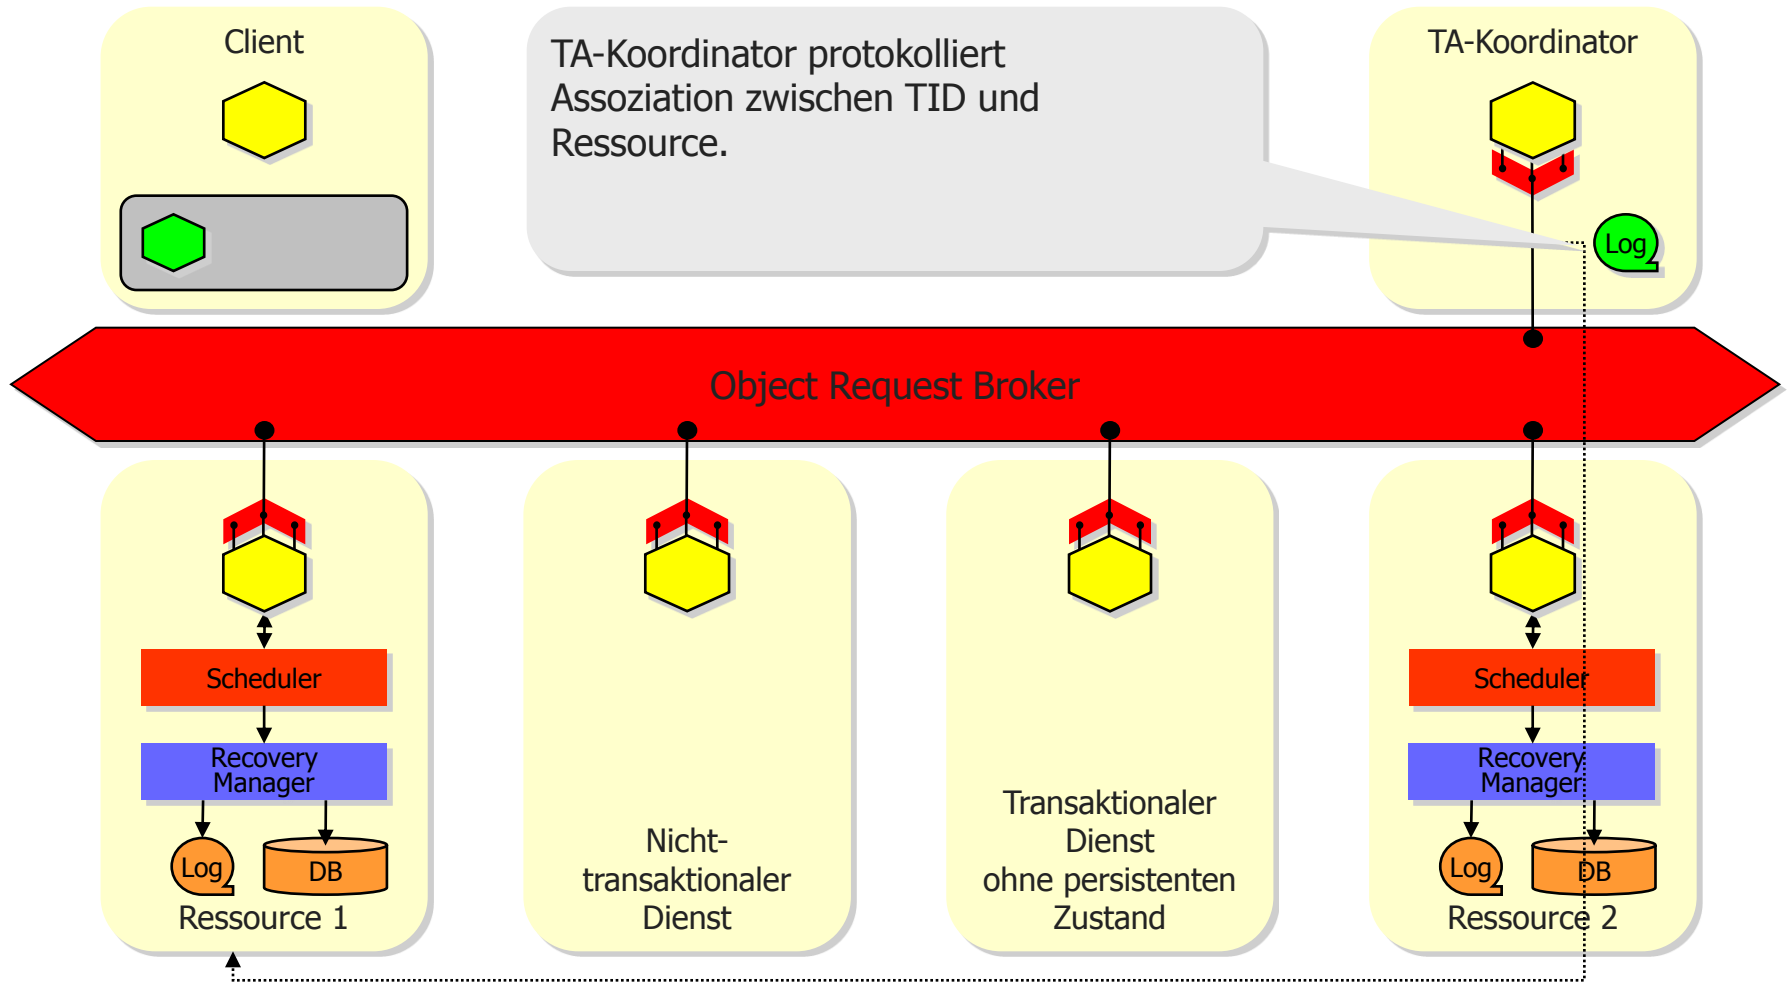 Client
TA-Koordinator protokolliert
Assoziation zwischen TID und
Ressource.
TA-Koordinator
Log
Object Request Broker
Scheduler
Recovery
Manager
Log
DB
Ressource 1
Nicht-
transaktionaler
Dienst
Transaktionaler
Dienst
ohne persistenten
Zustand
Scheduler
Recovery
Manager
Log
DB
Ressource 2